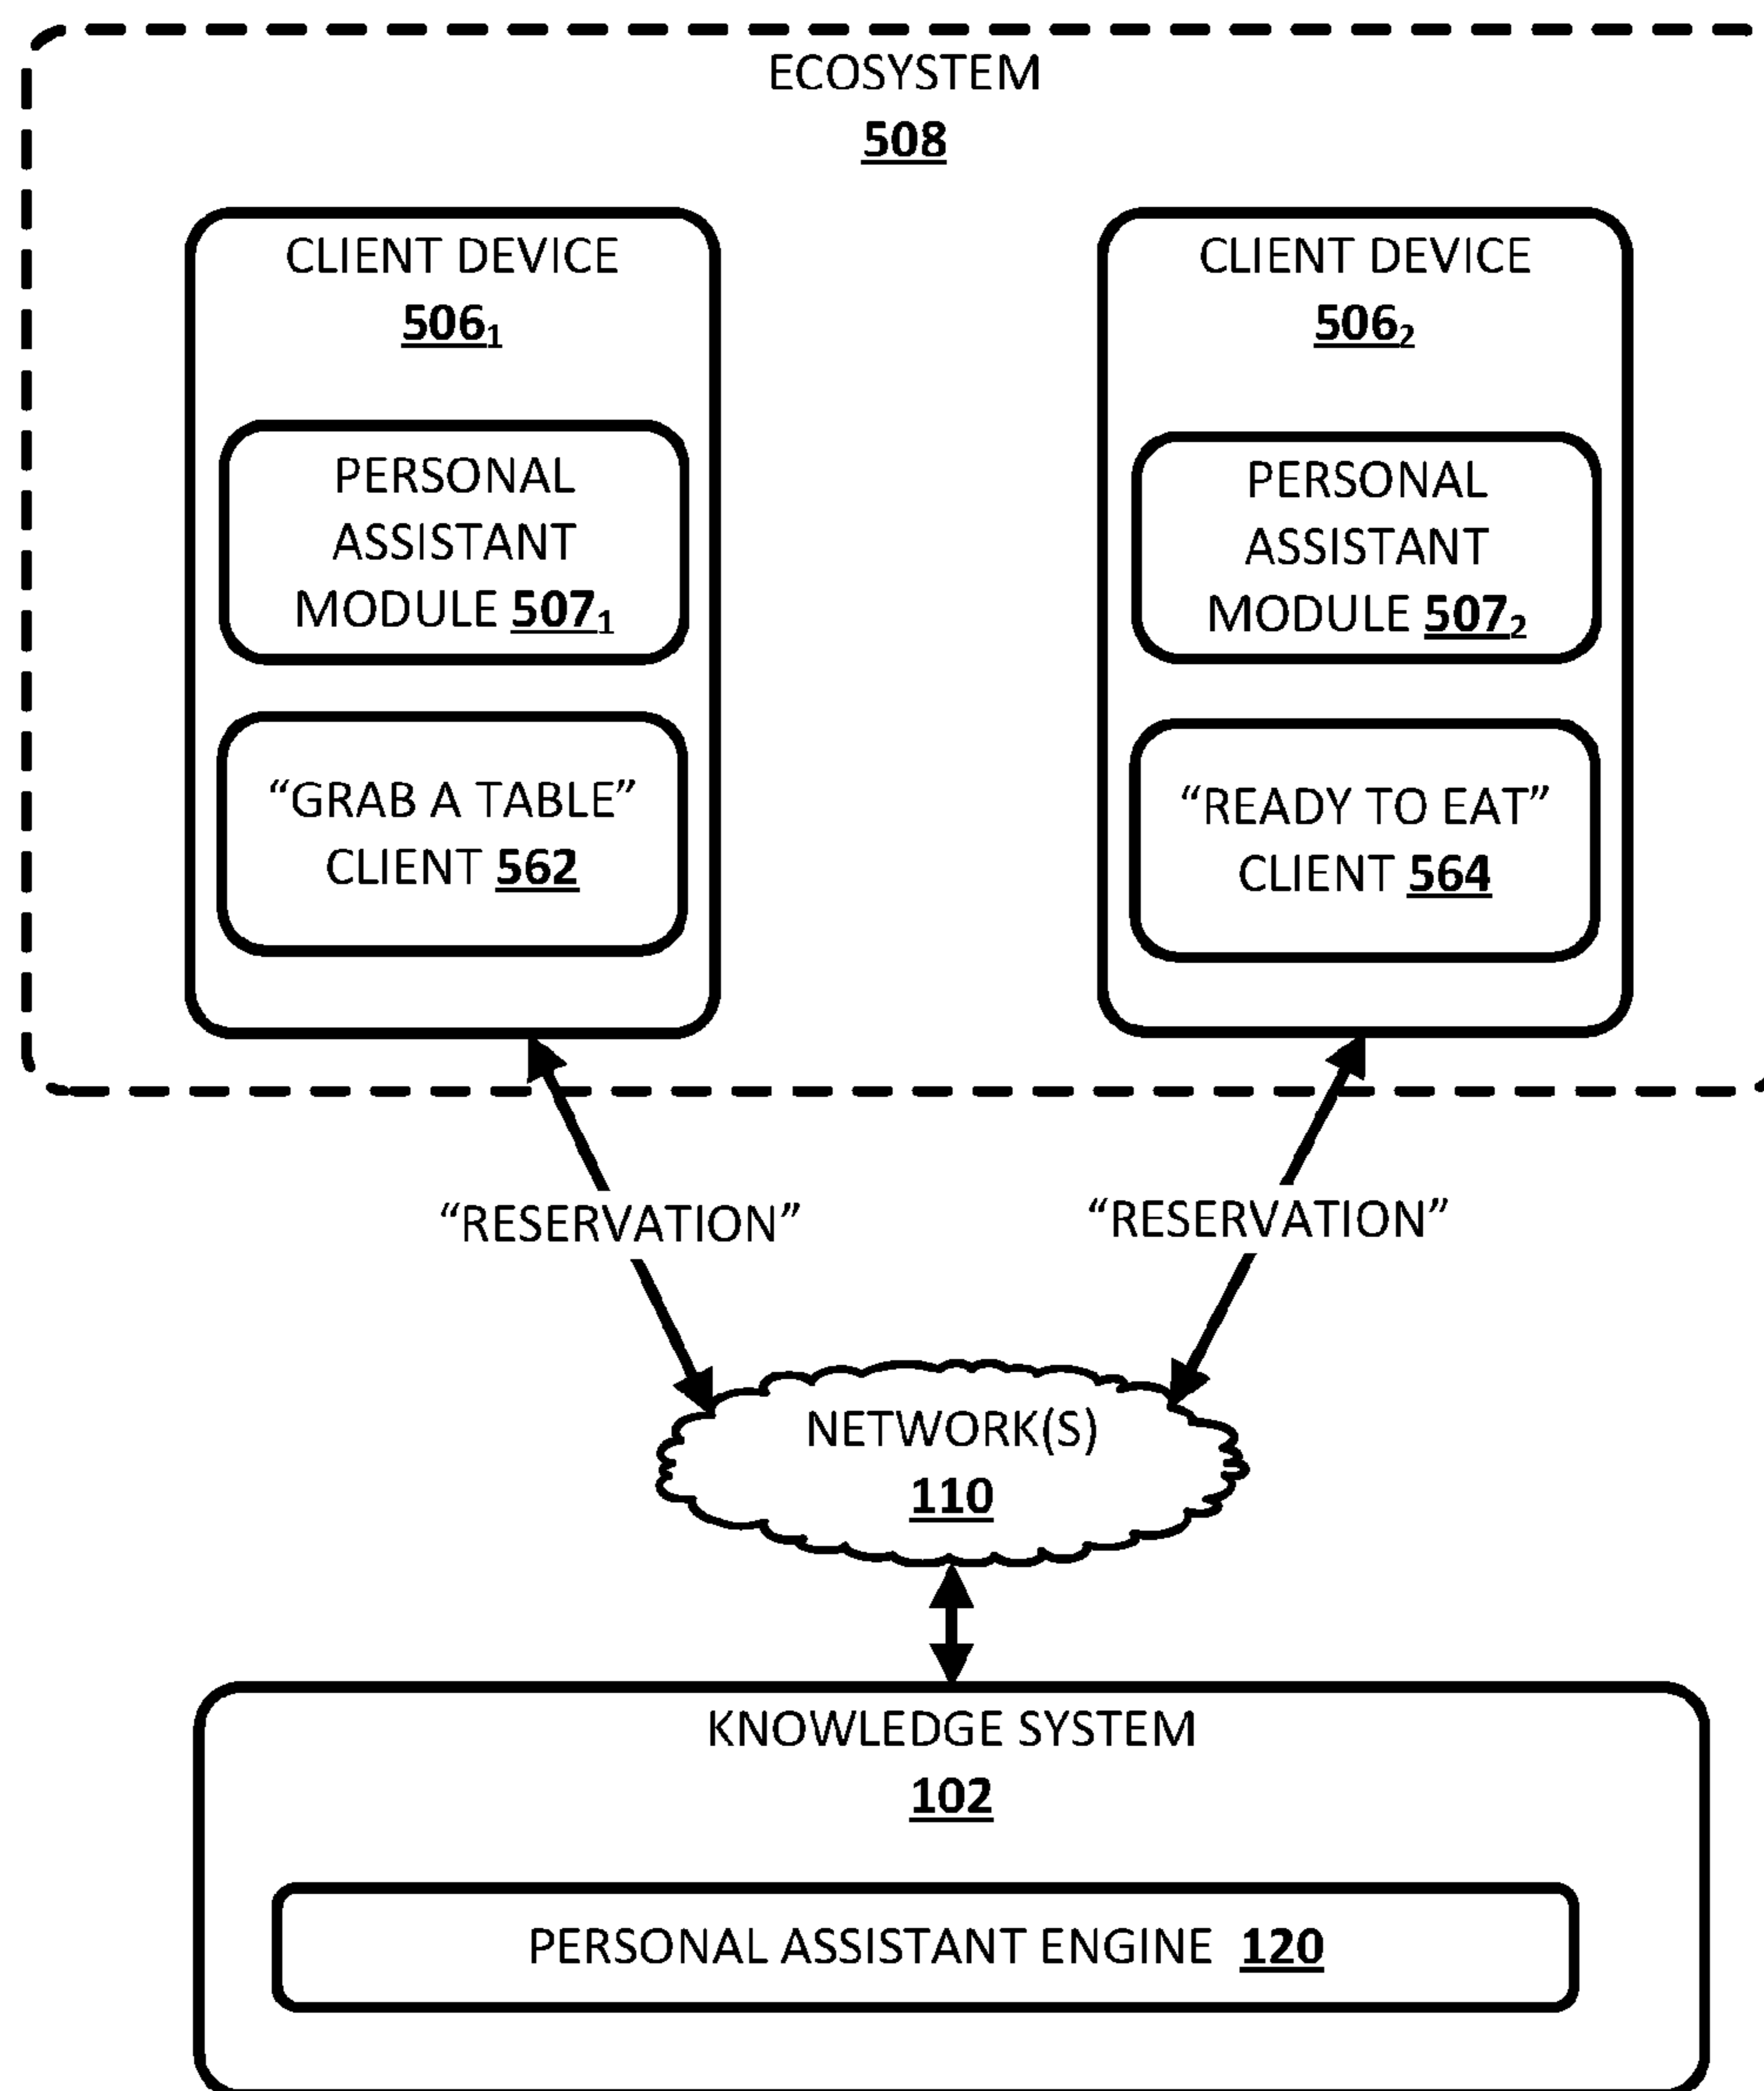 ECOSYSTEM
508
CLIENT DEVICE
506₁
PERSONAL
ASSISTANT
MODULE 507₁
“GRAB A TABLE”
CLIENT 562
CLIENT DEVICE
506₂
PERSONAL
ASSISTANT
MODULE 507₂
“READY TO EAT”
CLIENT 564
“RESERVATION”
“RESERVATION”
NETWORK(S)
110
KNOWLEDGE SYSTEM
102
PERSONAL ASSISTANT ENGINE 120